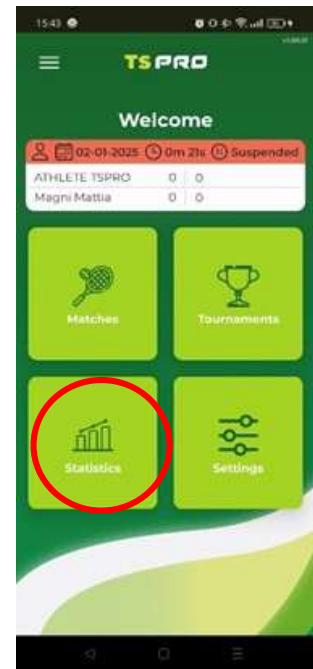 15:43
TSPRO
Welcome
02-01-2025 0m 21s Suspended
ATHLETE TSPRO 0 0
Magni Mattia 0 0
Matches Tournaments
Statistics Settings